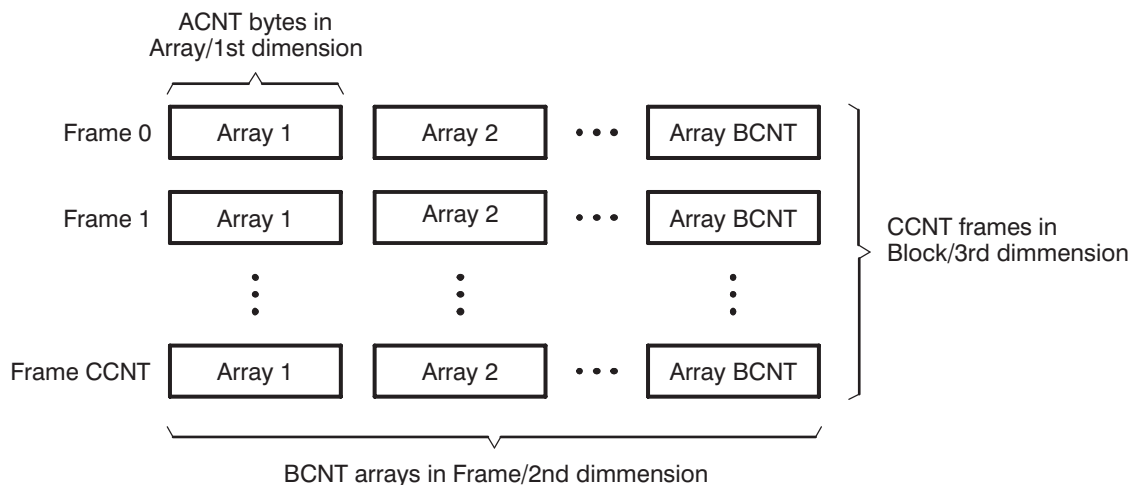 ACNT bytes in
Array/1st dimension
Frame 0 Array 1 Array 2 • • • Array BCNT
Frame 1 Array 1 Array 2 • • • Array BCNT
CCNT frames in
Block/3rd dimmension
Frame CCNT Array 1 Array 2 • • • Array BCNT
BCNT arrays in Frame/2nd dimmension